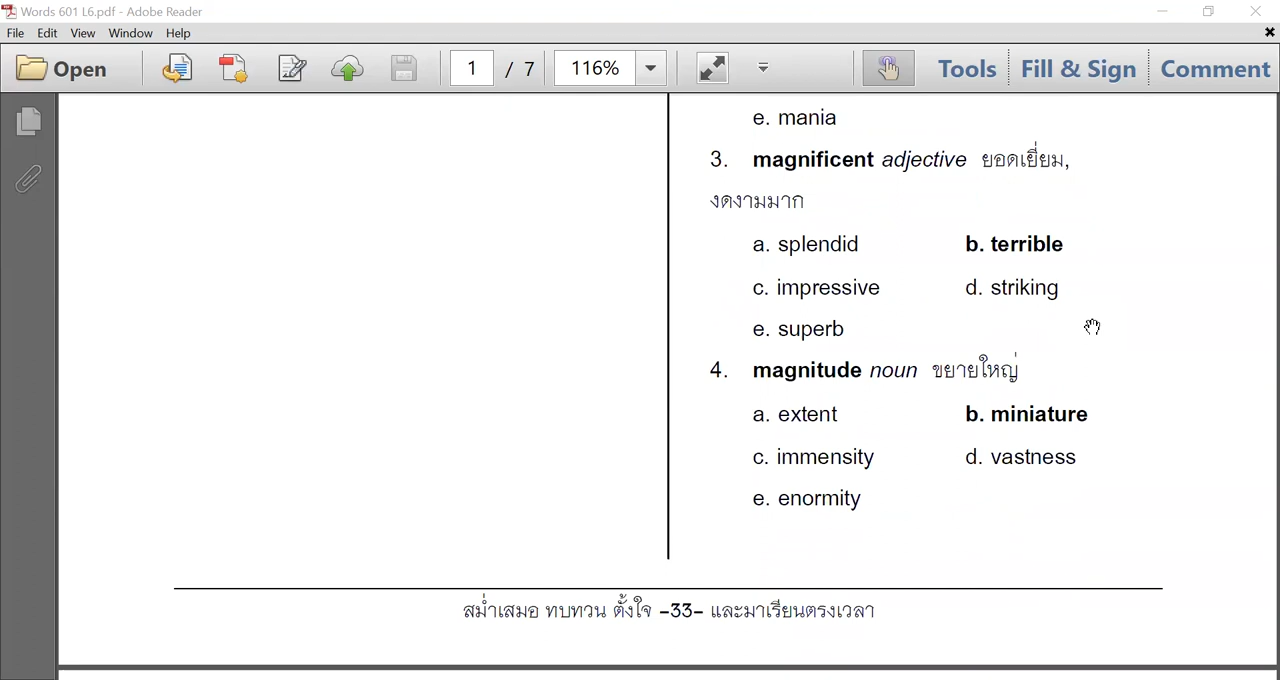 Words 601 L6.pdf - Adobe Reader
File Edit View Window Help
Open 1 / 7 116% Tools Fill & Sign Comment
e. mania
3. magnificent adjective ยอดเยี่ยม,
งดงามมาก
a. splendid b. terrible
c. impressive d. striking
e. superb
4. magnitude noun ขยายใหญ่
a. extent b. miniature
c. immensity d. vastness
e. enormity
สม่ำเสมอ ทบทวน ตั้งใจ -33- และมาเรียนตรงเวลา